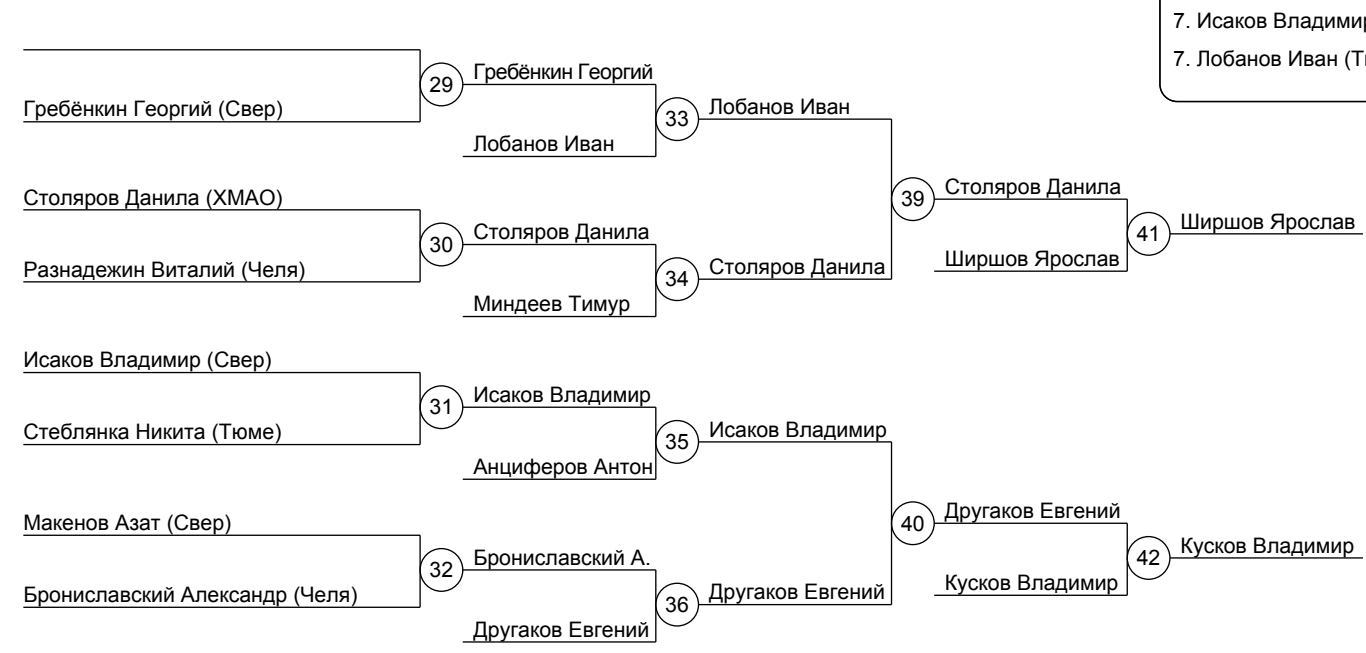 7. Исаков Владимир
7. Лобанов Иван
29
Гребёнкин Георгий
Гребёнкин Георгий (Свер)
33
Лобанов Иван
Лобанов Иван
Столяров Данила (ХМАО)
39
Столяров Данила
Столяров Данила
30
41
Ширшов Ярослав
Разнадежин Виталий (Челя)
34
Столяров Данила
Ширшов Ярослав
Миндеев Тимур
Исаков Владимир (Свер)
31
Исаков Владимир
Стеблянка Никита (Тюме)
35
Исаков Владимир
Анциферов Антон
Макенов Азат (Свер)
40
Другаков Евгений
32
Брониславский А.
42
Кусков Владимир
Брониславский Александр (Челя)
36
Другаков Евгений
Кусков Владимир
Другаков Евгений